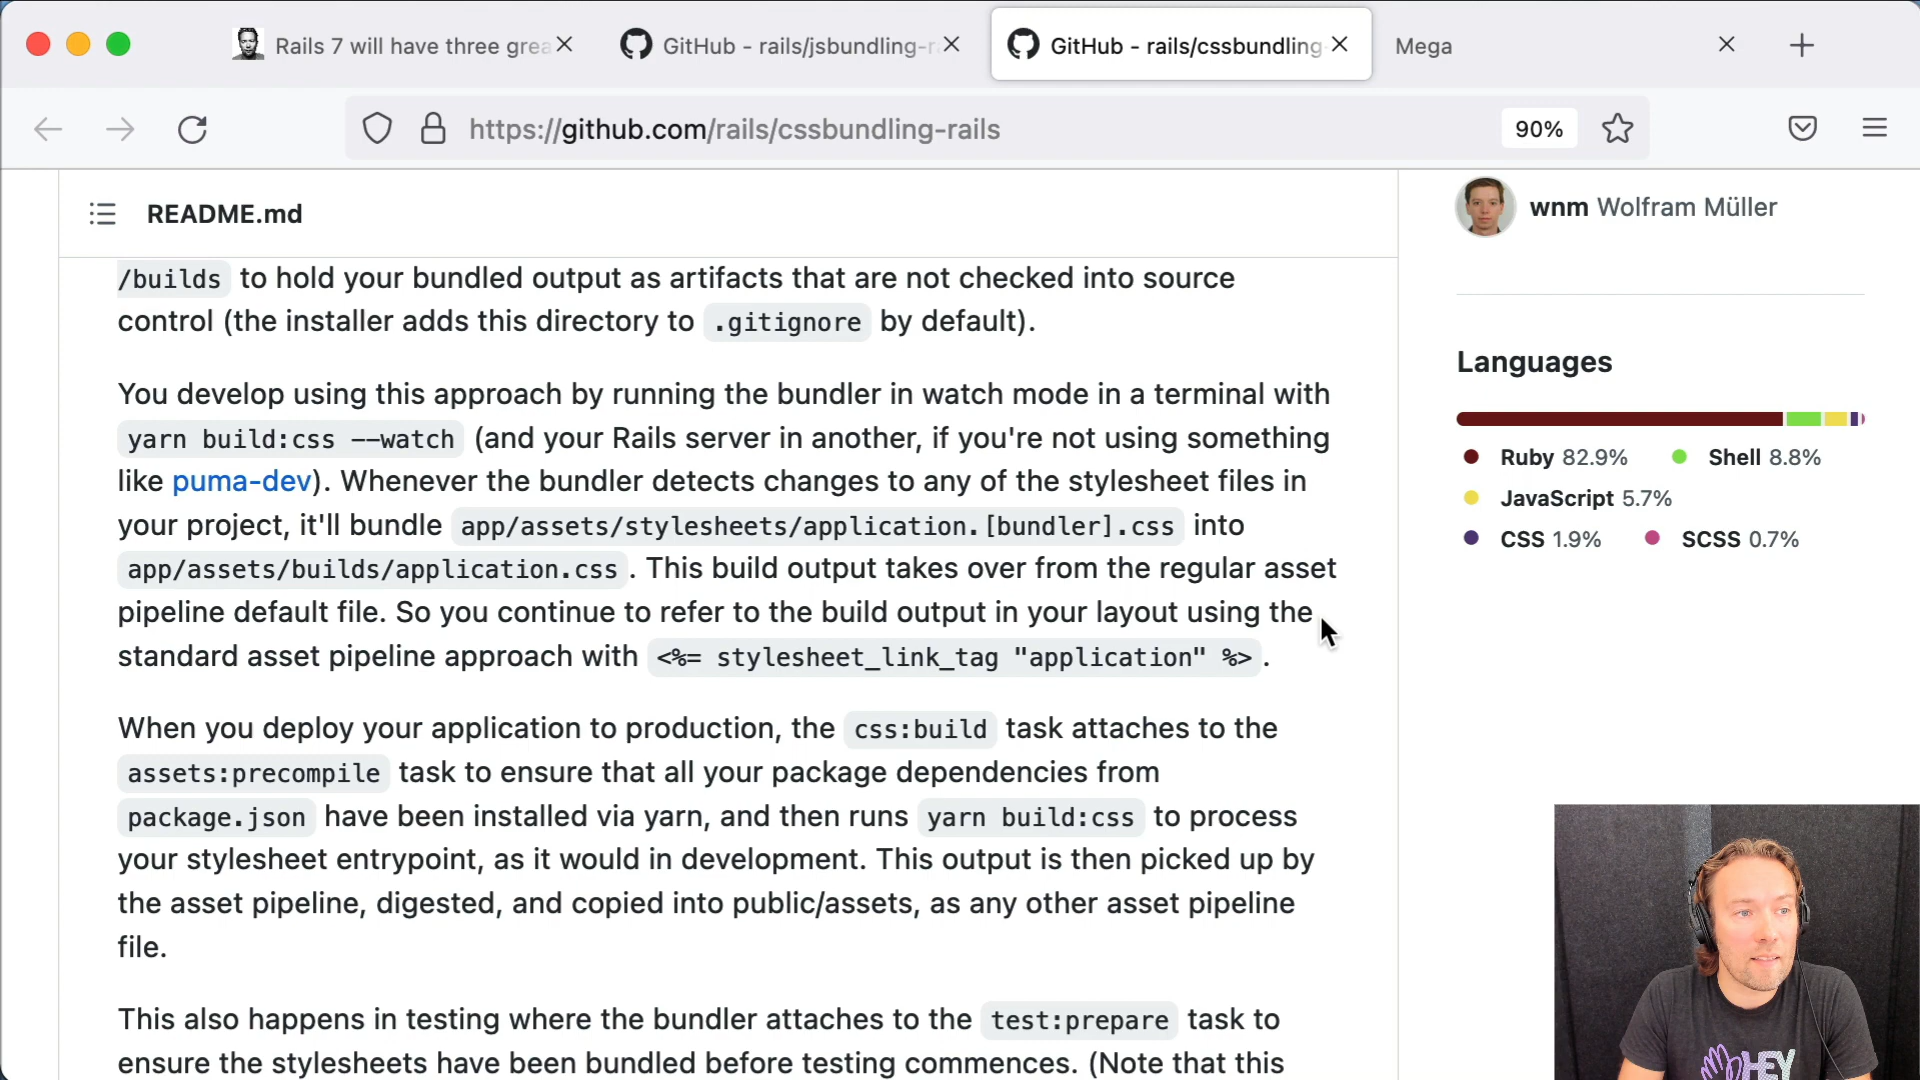 Rails 7 will have three grea
GitHub - rails/jsbundling-r
GitHub - rails/cssbundling-
Mega
https://github.com/rails/cssbundling-rails
90%
README.md
wnm Wolfram Müller
/builds to hold your bundled output as artifacts that are not checked into source
control (the installer adds this directory to .gitignore by default).
You develop using this approach by running the bundler in watch mode in a terminal with
yarn build:css --watch (and your Rails server in another, if you're not using something
like puma-dev). Whenever the bundler detects changes to any of the stylesheet files in
your project, it'll bundle app/assets/stylesheets/application.[bundler].css into
app/assets/builds/application.css . This build output takes over from the regular asset
pipeline default file. So you continue to refer to the build output in your layout using the
standard asset pipeline approach with <%= stylesheet_link_tag "application" %> .
When you deploy your application to production, the css:build task attaches to the
assets:precompile task to ensure that all your package dependencies from
package.json have been installed via yarn, and then runs yarn build:css to process
your stylesheet entrypoint, as it would in development. This output is then picked up by
the asset pipeline, digested, and copied into public/assets, as any other asset pipeline
file.
This also happens in testing where the bundler attaches to the test:prepare task to
ensure the stylesheets have been bundled before testing commences. (Note that this
Languages
Ruby 82.9%
Shell 8.8%
JavaScript 5.7%
CSS 1.9%
SCSS 0.7%
HEY